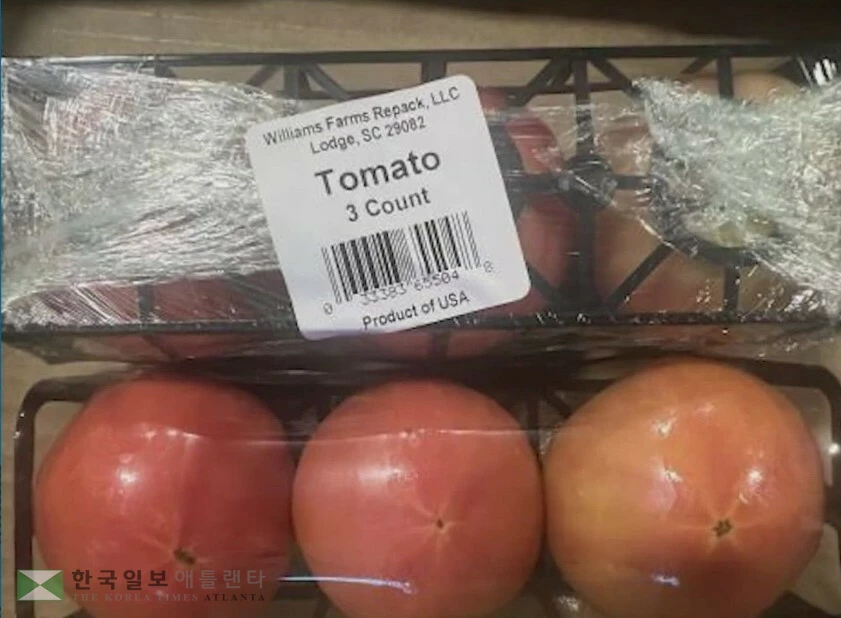 Williams Farms Repack, LLC
Lodge, SC 29082
Tomato
3 Count
0 33383 65504 8
Product of USA
한국일보 애틀랜타
THE KOREA TIMES ATLANTA